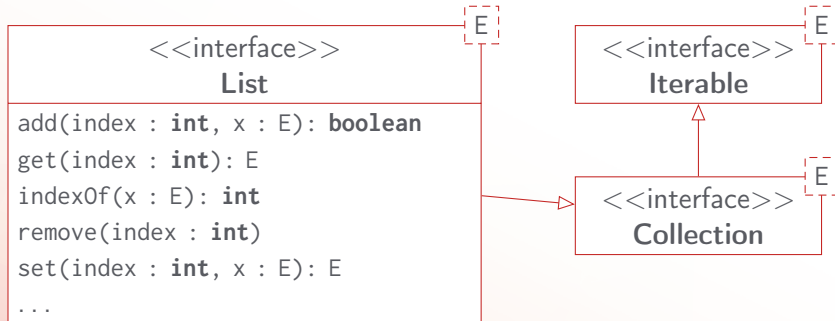 E
<<interface>>
List
add(index : int, x : E): boolean
get(index : int): E
indexOf(x : E): int
remove(index : int)
set(index : int, x : E): E
...
E
<<interface>>
Iterable
E
<<interface>>
Collection